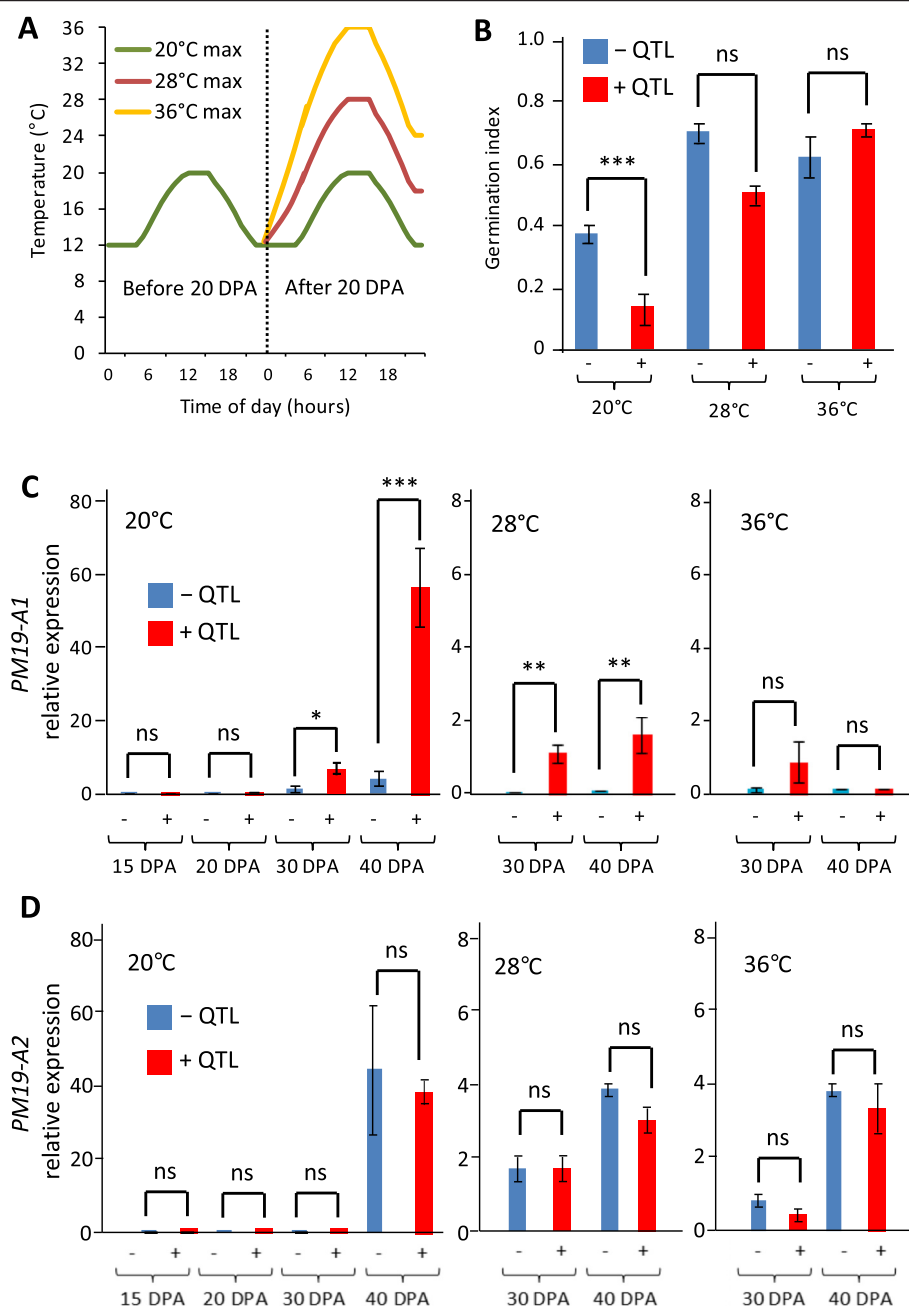 A
Temperature (°C)
36
32
28
24
20
16
12
8
4
0
20°C max
28°C max
36°C max
Before 20 DPA
After 20 DPA
0 6 12 18 0 6 12 18
Time of day (hours)
B
Germination index
1.0
0.8
0.6
0.4
0.2
0
– QTL
+ QTL
*** ns ns
- + - + - +
20°C 28°C 36°C
C
PM19-A1
relative expression
80
60
40
20
0
20°C
– QTL
+ QTL
ns ns * ***
- + - + - + - +
15 DPA 20 DPA 30 DPA 40 DPA
8
6
4
2
0
28°C
** **
- + - +
30 DPA 40 DPA
8
6
4
2
0
36°C
ns ns
- + - +
30 DPA 40 DPA
D
PM19-A2
relative expression
80
60
40
20
0
20°C
– QTL
+ QTL
ns ns ns ns
- + - + - + - +
15 DPA 20 DPA 30 DPA 40 DPA
8
6
4
2
0
28°C
ns ns
- + - +
30 DPA 40 DPA
8
6
4
2
0
36°C
ns ns
- + - +
30 DPA 40 DPA